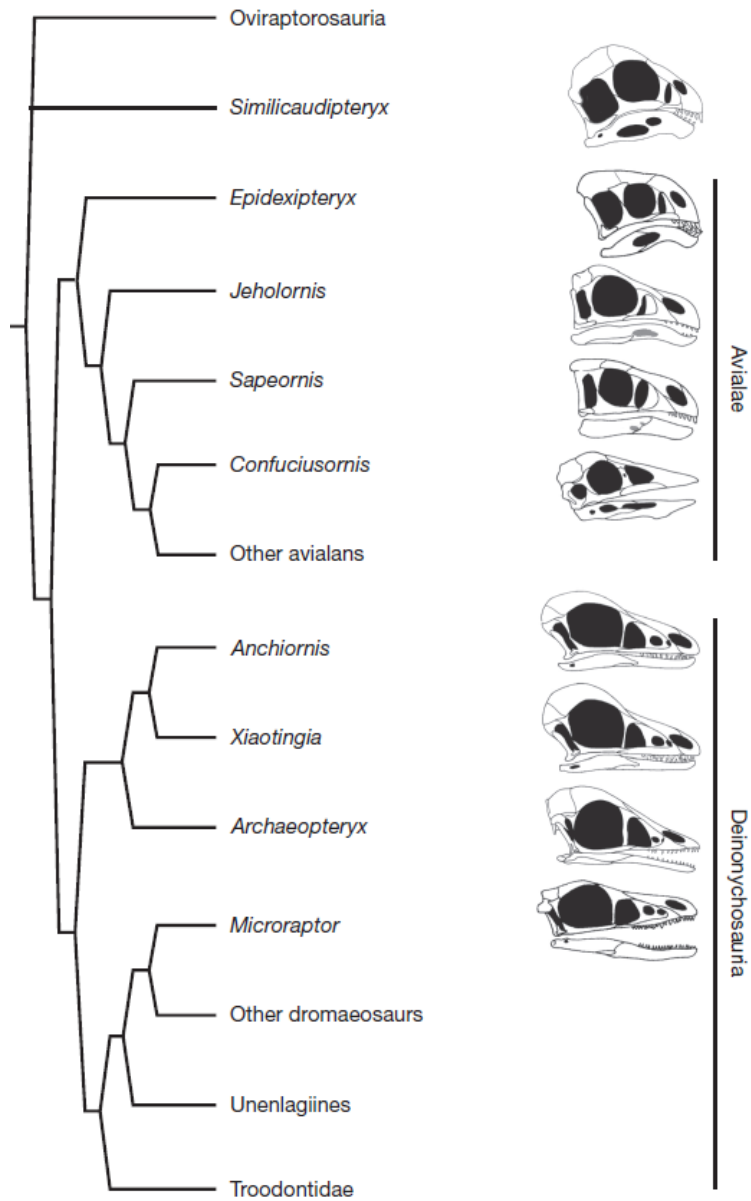 Oviraptorosauria
Similicaudipteryx
Epidexipteryx
Jeholornis
Sapeornis
Confuciusornis
Other avialans
Avialae
Anchiornis
Xiaotingia
Archaeopteryx
Microraptor
Other dromaeosaurs
Unenlagiines
Troodontidae
Deinonychosauria